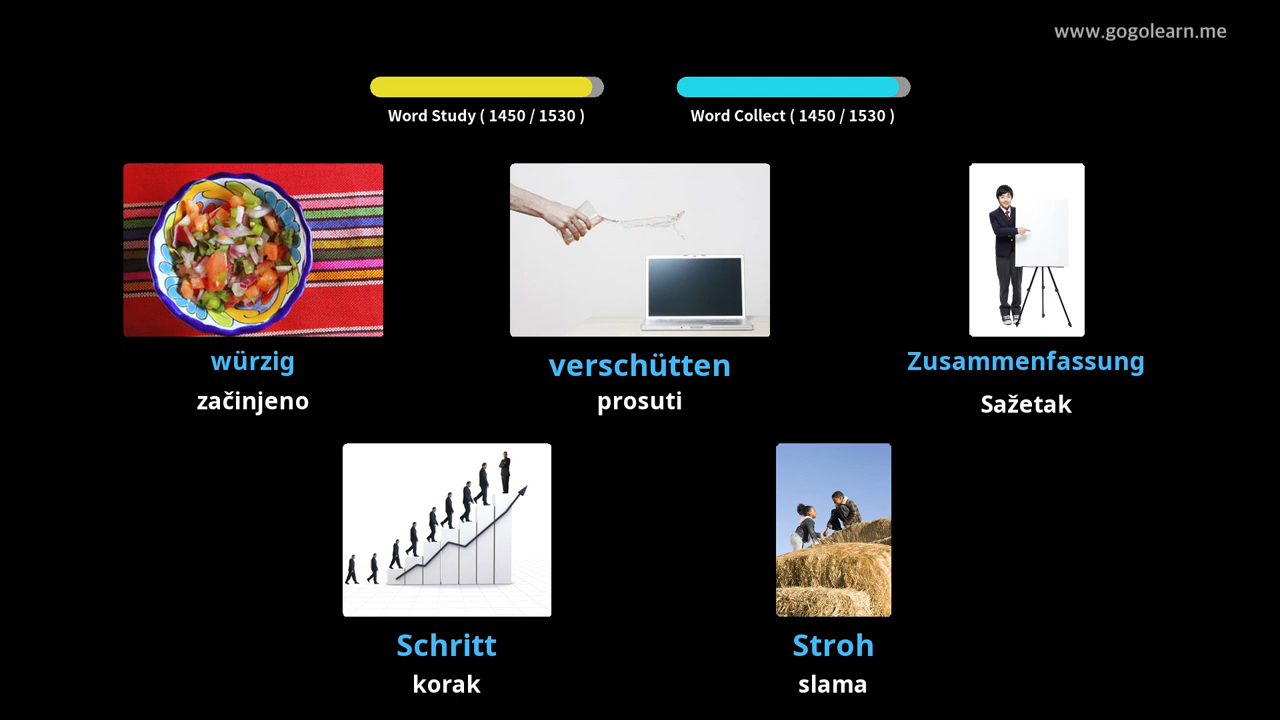 www.gogolearn.me
Word Study ( 1450 / 1530 )
Word Collect ( 1450 / 1530 )
würzig
začinjeno
verschütten
prosuti
Zusammenfassung
Sažetak
Schritt
korak
Stroh
slama